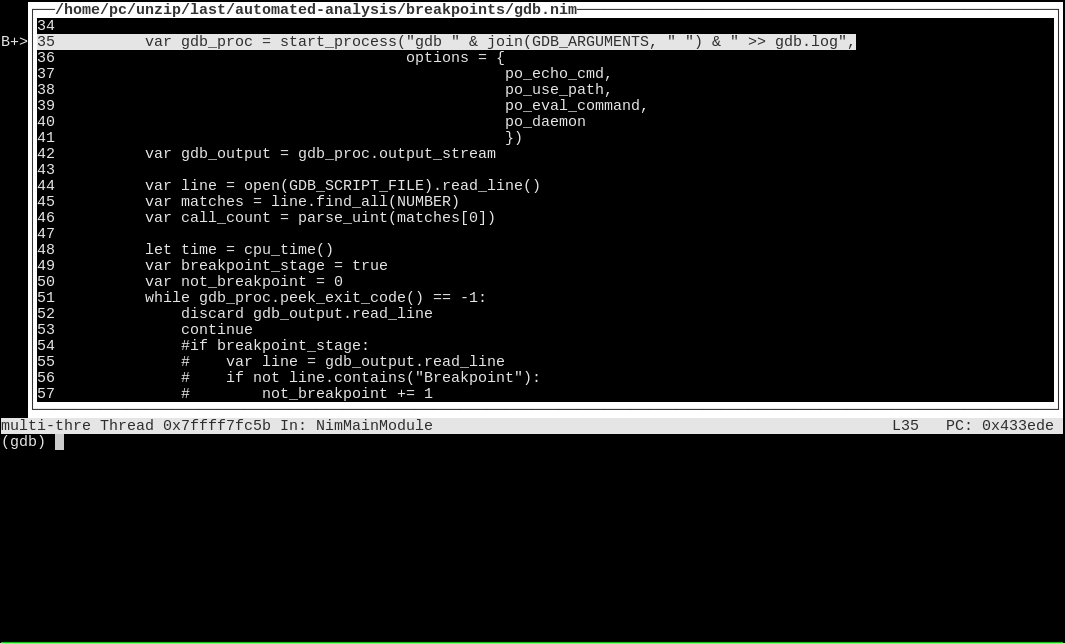 /home/pc/unzip/last/automated-analysis/breakpoints/gdb.nim
34
B+> 35          var gdb_proc = start_process("gdb " & join(GDB_ARGUMENTS, " ") & " >> gdb.log",
36                                       options = {
37                                                  po_echo_cmd,
38                                                  po_use_path,
39                                                  po_eval_command,
40                                                  po_daemon
41                                                  })
42          var gdb_output = gdb_proc.output_stream
43
44          var line = open(GDB_SCRIPT_FILE).read_line()
45          var matches = line.find_all(NUMBER)
46          var call_count = parse_uint(matches[0])
47
48          let time = cpu_time()
49          var breakpoint_stage = true
50          var not_breakpoint = 0
51          while gdb_proc.peek_exit_code() == -1:
52              discard gdb_output.read_line
53              continue
54              #if breakpoint_stage:
55              #    var line = gdb_output.read_line
56              #    if not line.contains("Breakpoint"):
57              #        not_breakpoint += 1
multi-thre Thread 0x7ffff7fc5b In: NimMainModule                                                   L35   PC: 0x433ede
(gdb)